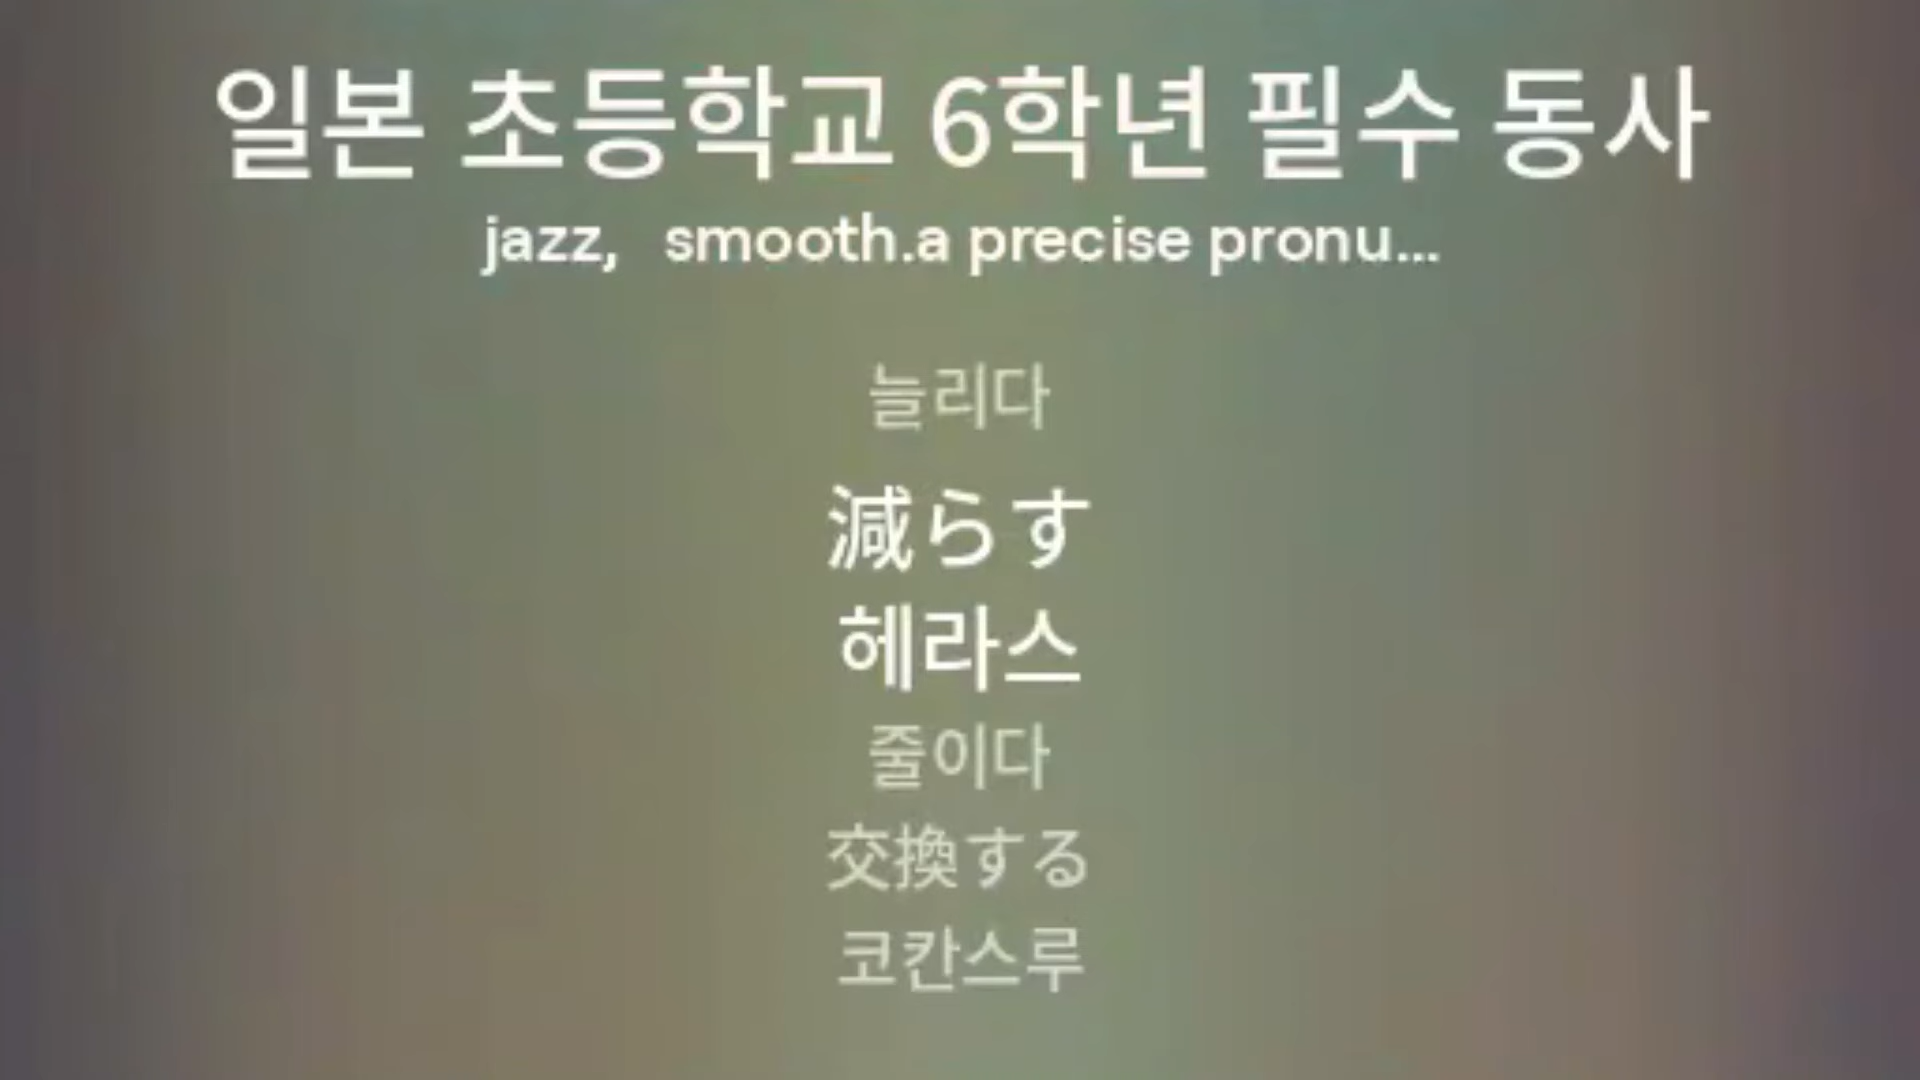 일본 초등학교 6학년 필수 동사
jazz, smooth.a precise pronu...
늘리다
減らす
헤라스
줄이다
交換する
코칸스루